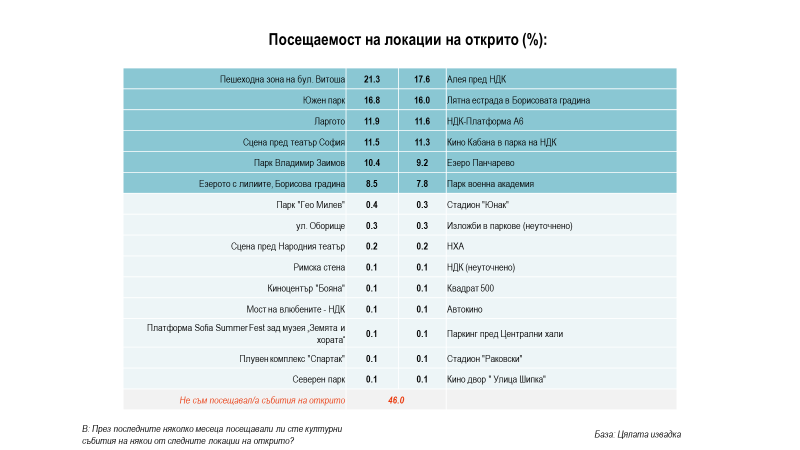 Посещаемост на локации на открито (%):
Пешеходна зона на бул. Витоша 21.3 17.6 Алея пред НДК
Южен парк 16.8 16.0 Лятна естрада в Борисовата градина
Ларгото 11.9 11.6 НДК-Платформа А6
Сцена пред театър София 11.5 11.3 Кино Кабана в парка на НДК
Парк Владимир Заимов 10.4 9.2 Езеро Панчарево
Езерото с лилиите, Борисова градина 8.5 7.8 Парк военна академия
Парк "Гео Милев" 0.4 0.3 Стадион "Юнак"
ул. Оборище 0.3 0.3 Изложби в паркове (неуточнено)
Сцена пред Народния театър 0.2 0.2 НХА
Римска стена 0.1 0.1 НДК (неуточнено)
Киноцентър "Бояна" 0.1 0.1 Квадрат 500
Мост на влюбените - НДК 0.1 0.1 Автокино
Платформа Sofia Summer Fest зад музея „Земята и
хората“ 0.1 0.1 Паркинг пред Централни хали
Плувен комплекс "Спартак" 0.1 0.1 Стадион "Раковски"
Северен парк 0.1 0.1 Кино двор " Улица Шипка"
Не съм посещавал/а събития на открито 46.0
В: През последните няколко месеца посещавали ли сте културни
събития на някои от следните локации на открито?
База: Цялата извадка